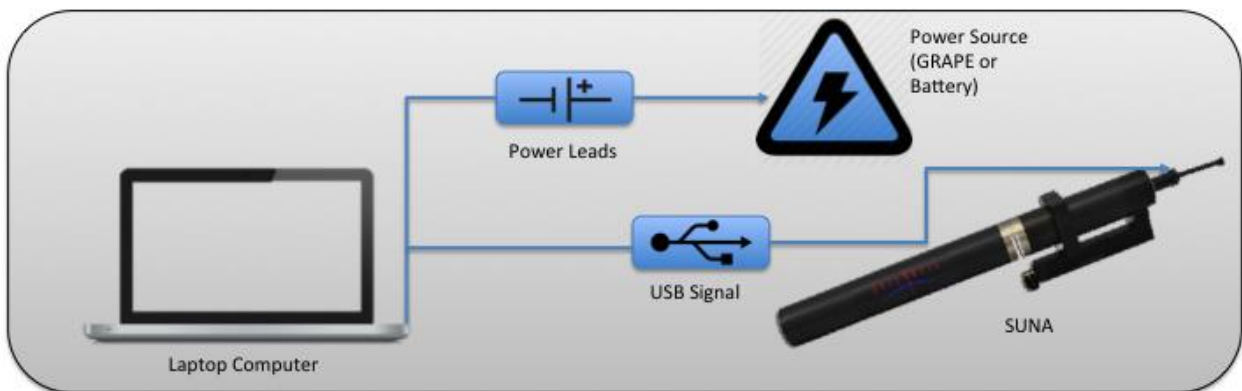 Power Source
(GRAPE or
Battery)
Power Leads
USB Signal
SUNA
Laptop Computer